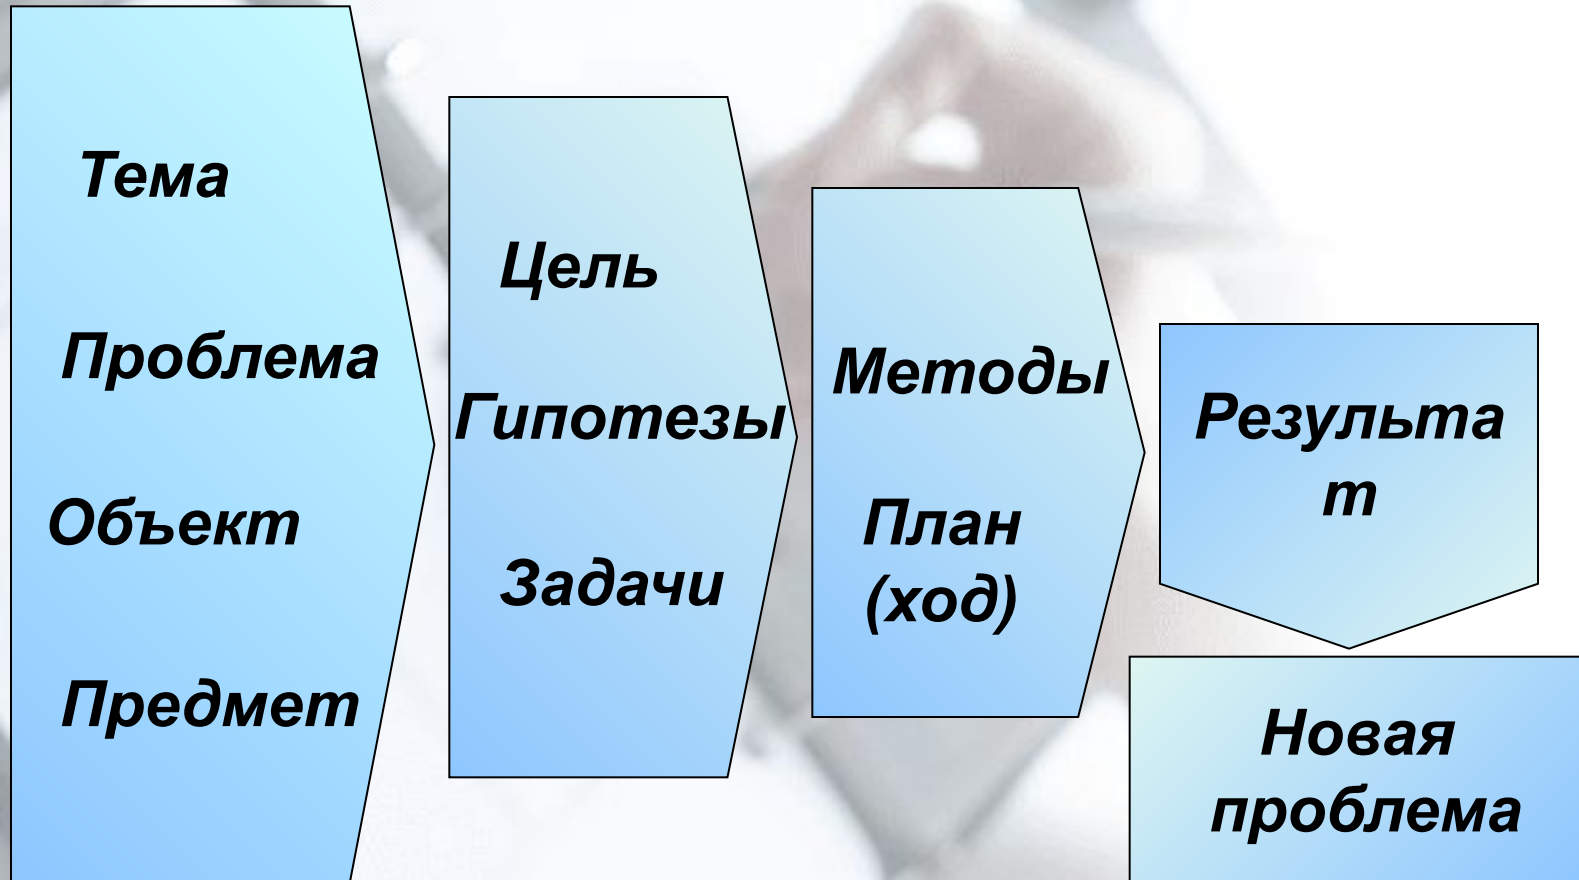 Тема
Проблема
Объект
Предмет
Цель
Гипотезы
Задачи
Методы
План
(ход)
Результа
т
Новая
проблема